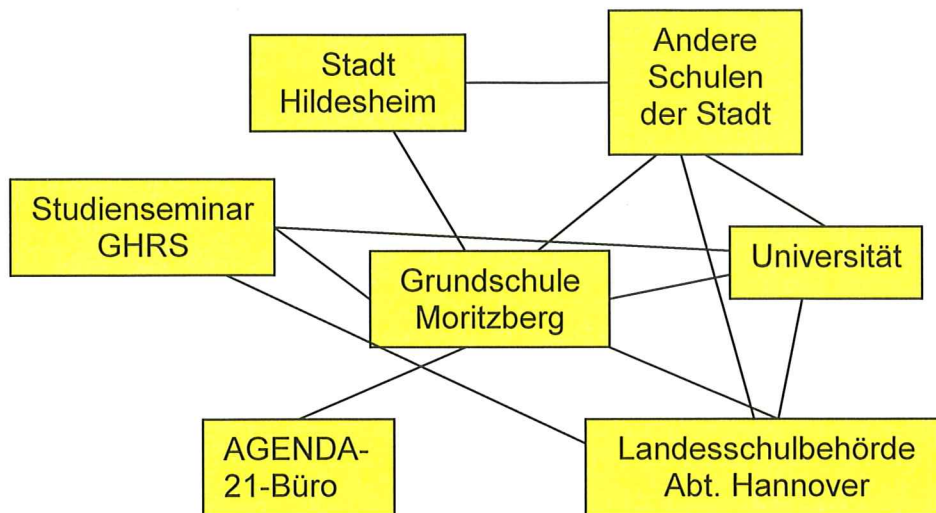 Stadt
Hildesheim
Andere
Schulen
der Stadt
Studienseminar
GHRS
Grundschule
Moritzberg
Universität
AGENDA-
21-Büro
Landesschulbehörde
Abt. Hannover